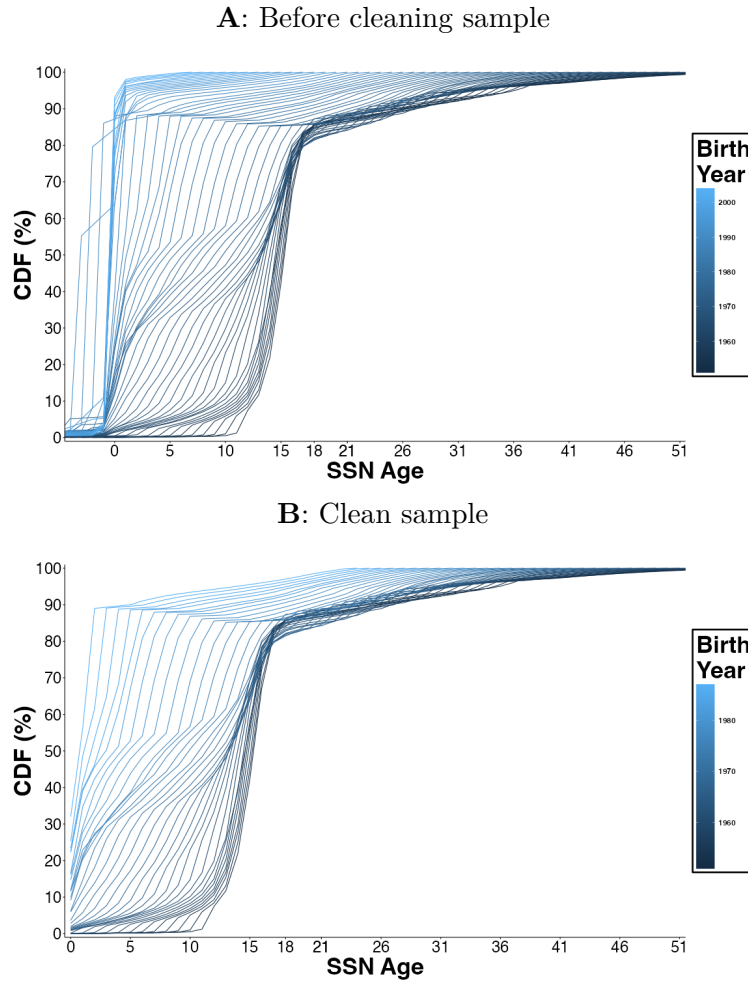 A: Before cleaning sample
100
90
80
70
60
50
40
30
20
10
0
CDF (%)
0 5 10 15 18 21 26 31 36 41 46 51
SSN Age
Birth
Year
2000
1990
1980
1970
1960
B: Clean sample
100
90
80
70
60
50
40
30
20
10
0
CDF (%)
0 5 10 15 18 21 26 31 36 41 46 51
SSN Age
Birth
Year
1980
1970
1960